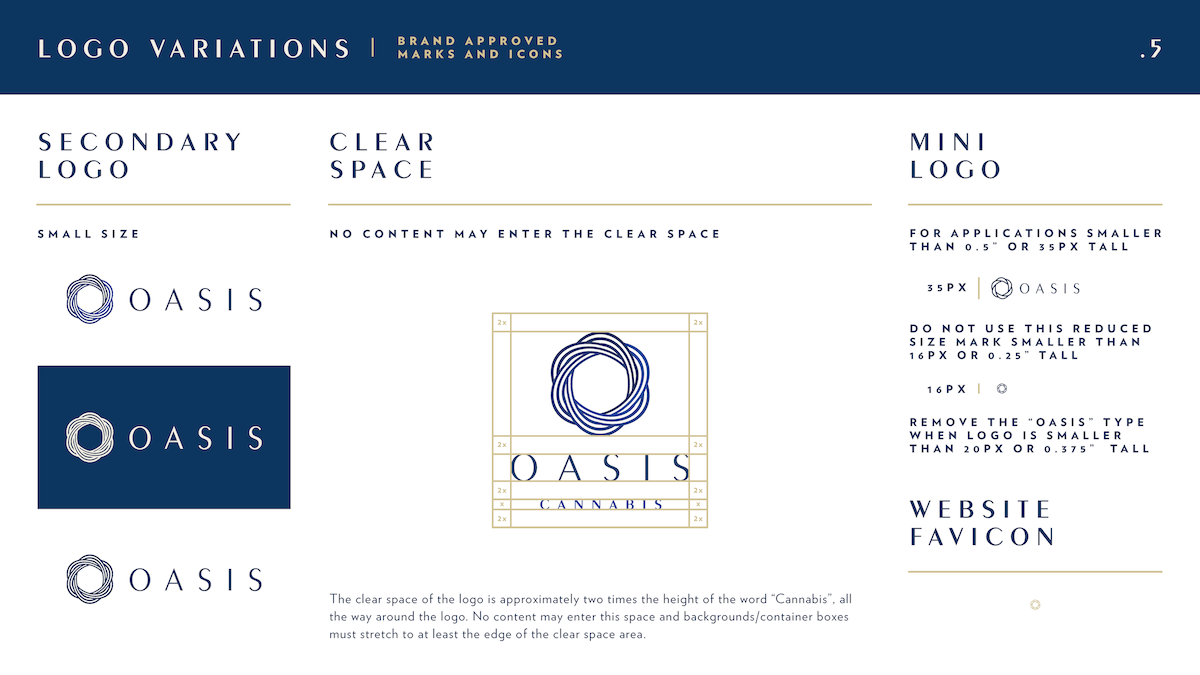 LOGO VARIATIONS
BRAND APPROVED
MARKS AND ICONS
.5
SECONDARY
LOGO
SMALL SIZE
OASIS
OASIS
OASIS
CLEAR
SPACE
NO CONTENT MAY ENTER THE CLEAR SPACE
2x 2x
2x 2x
OASIS
2x 2x
x CANNABIS x
2x 2x
The clear space of the logo is approximately two times the height of the word “Cannabis”, all
the way around the logo. No content may enter this space and backgrounds/container boxes
must stretch to at least the edge of the clear space area.
MINI
LOGO
FOR APPLICATIONS SMALLER
THAN 0.5" OR 35PX TALL
35PX OASIS
DO NOT USE THIS REDUCED
SIZE MARK SMALLER THAN
16PX OR 0.25" TALL
16PX
REMOVE THE “OASIS” TYPE
WHEN LOGO IS SMALLER
THAN 20PX OR 0.375" TALL
WEBSITE
FAVICON